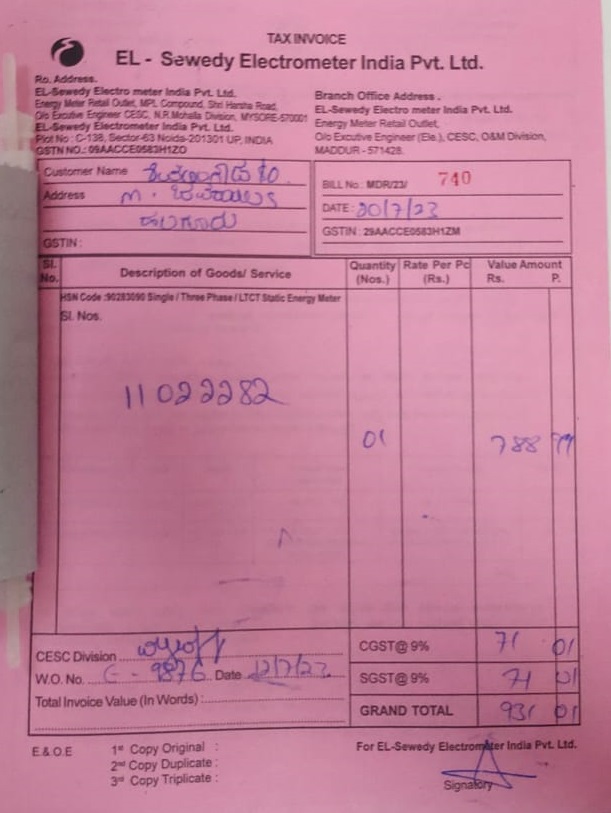 TAX INVOICE
EL - Sewedy Electrometer India Pvt. Ltd.
Ro. Address.
EL-Sewedy Electro meter India Pvt. Ltd.
Energy Meter Retail Outlet, MPL Compound, Shri Harsha Road,
O/o Excutive Engineer CESC, N.R.Mohalla Division, MYSORE-570001
EL-Sewedy Electrometer India Pvt. Ltd.
Plot No : C-138, Sector-63 Noida-201301 UP, INDIA
GSTN NO.: 09AACCE0583H1ZO
Branch Office Address .
EL-Sewedy Electro meter India Pvt. Ltd.
Energy Meter Retail Outlet,
O/o Excutive Engineer (Ele.), CESC, O&M Division,
MADDUR - 571428.
Customer Name
Address
GSTIN :
BILL No : MDR/23/ 740
DATE : 20/7/23
GSTIN : 29AACCE0583H1ZM
Sl. No. Description of Goods/ Service Quantity (Nos.) Rate Per Pc (Rs.) Value Amount Rs. P.
HSN Code :90283090 Single / Three Phase / LTCT Static Energy Meter
Sl. Nos.
11022282
01 788
CESC Division
W.O. No. C - 9876 Date 12/7/23
Total Invoice Value (In Words) :
CGST@ 9% 71 01
SGST@ 9% 71 01
GRAND TOTAL 931 01
E & O E
1st Copy Original :
2nd Copy Duplicate :
3rd Copy Triplicate :
For EL-Sewedy Electrometer India Pvt. Ltd.
Signatory